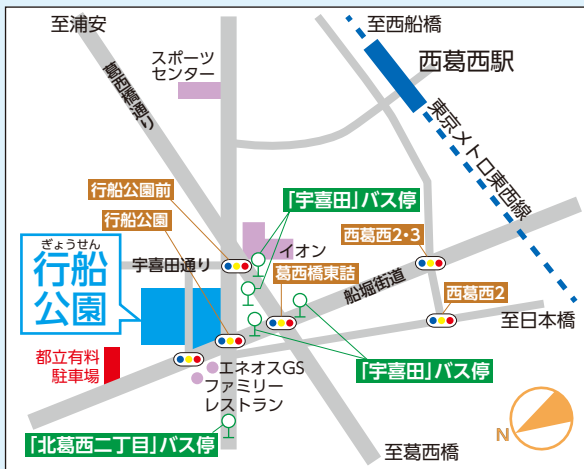 至浦安
至西船橋
スポーツ
センター
西葛西駅
葛西橋通り
東京メトロ東西線
行船公園前
「宇喜田」バス停
行船公園
西葛西2・3
ぎょうせん
行船
公園
宇喜田通り
イオン
葛西橋東詰
船堀街道
西葛西2
至日本橋
都立有料
駐車場
エネオスGS
ファミリー
レストラン
「宇喜田」バス停
「北葛西二丁目」バス停
至葛西橋
N